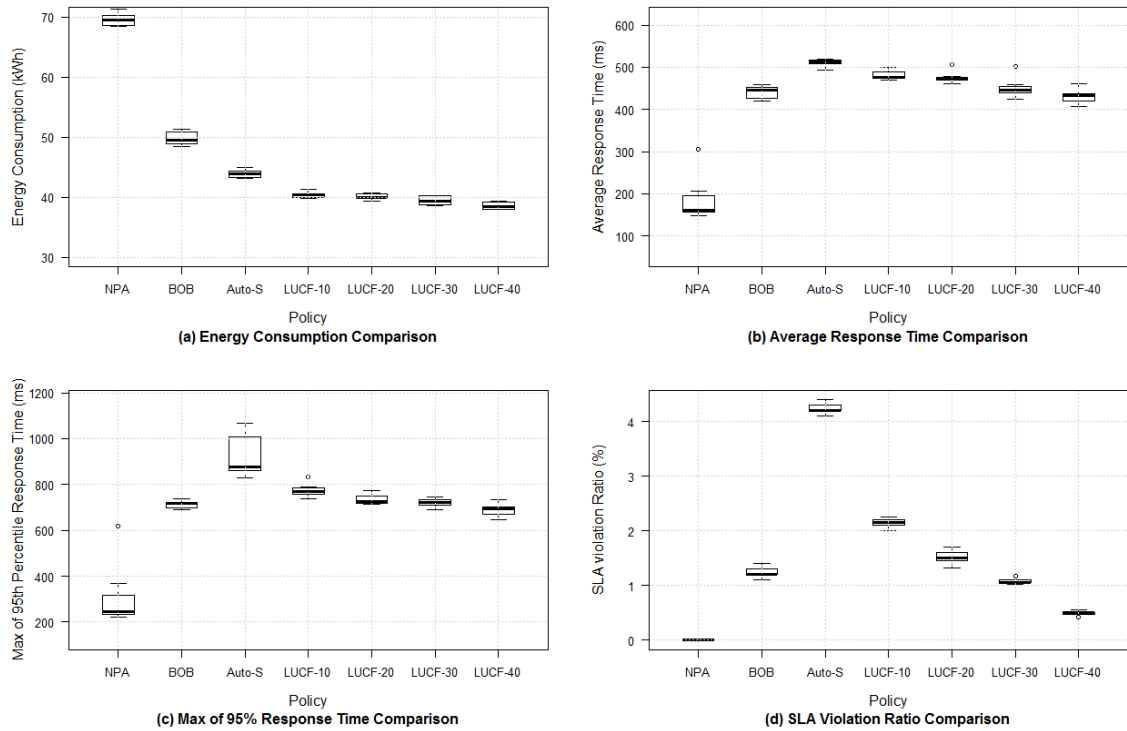 Energy Consumption (kWh)
70
60
50
40
30
NPA BOB Auto-S LUCF-10 LUCF-20 LUCF-30 LUCF-40
Policy
(a) Energy Consumption Comparison
Average Response Time (ms)
600
500
400
300
200
100
NPA BOB Auto-S LUCF-10 LUCF-20 LUCF-30 LUCF-40
Policy
(b) Average Response Time Comparison
Max of 95th Percentile Response Time (ms)
1200
1000
800
600
400
200
NPA BOB Auto-S LUCF-10 LUCF-20 LUCF-30 LUCF-40
Policy
(c) Max of 95% Response Time Comparison
SLA violation Ratio (%)
4
3
2
1
0
NPA BOB Auto-S LUCF-10 LUCF-20 LUCF-30 LUCF-40
Policy
(d) SLA Violation Ratio Comparison